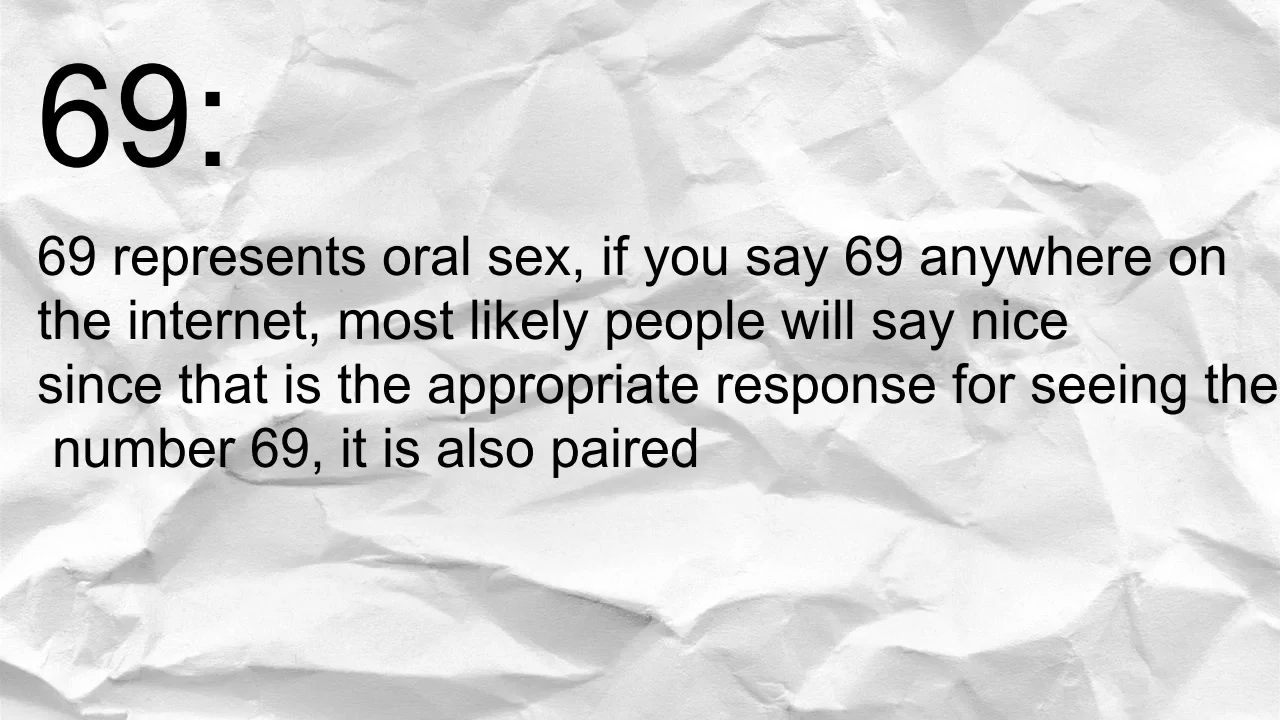 69:
69 represents oral sex, if you say 69 anywhere on
the internet, most likely people will say nice
since that is the appropriate response for seeing the
number 69, it is also paired